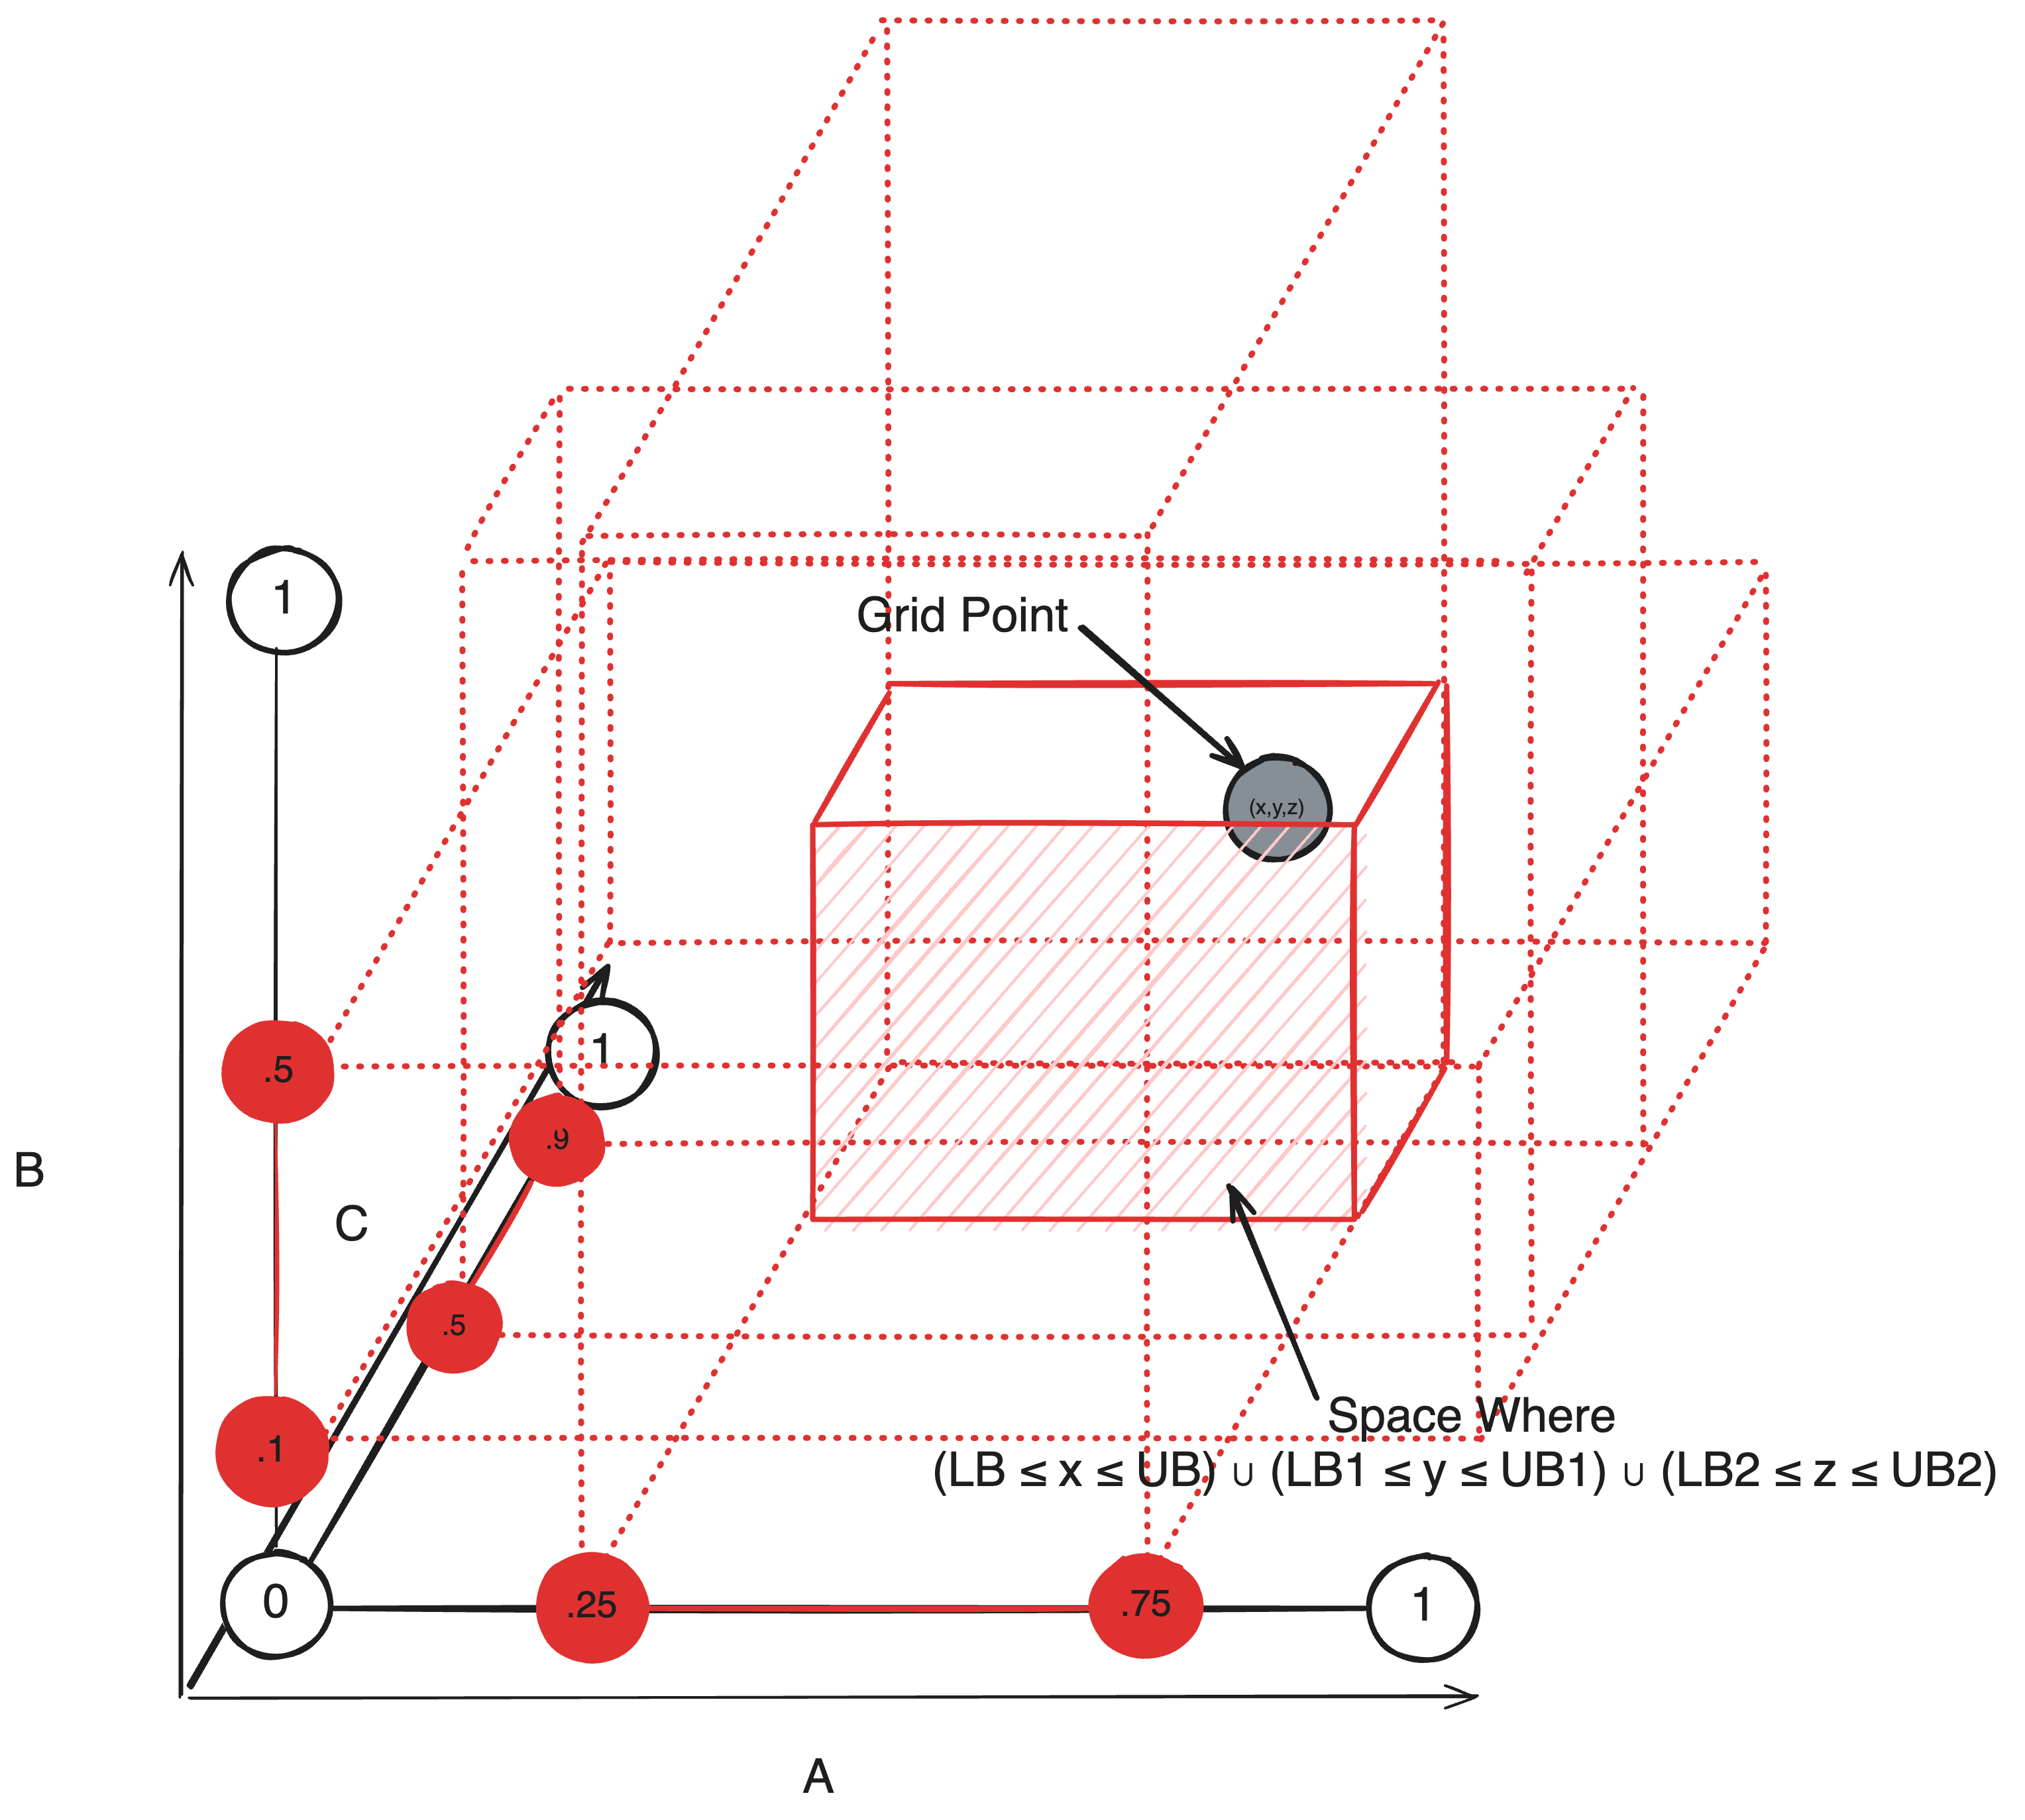 1
Grid Point
(x,y,z)
.5
1
.9
B
C
.5
Space Where
.1
(LB ≤ x ≤ UB) ∪ (LB1 ≤ y ≤ UB1) ∪ (LB2 ≤ z ≤ UB2)
0
.25
.75
1
A